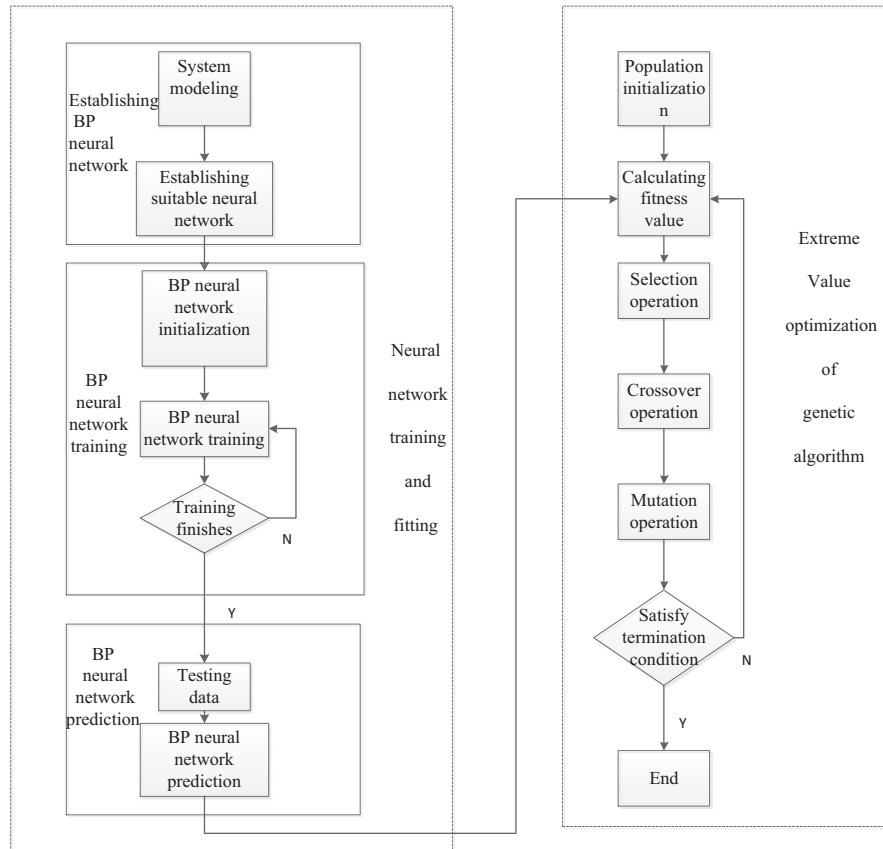 System
modeling
Establishing
BP
neural
network
Establishing
suitable neural
network
BP neural
network
initialization
BP
neural
network
training
BP neural
network training
Training
finishes
N
Y
Neural
network
training
and
fitting
BP
neural
network
prediction
Testing
data
BP neural
network
prediction
Population
initializatio
n
Calculating
fitness
value
Selection
operation
Crossover
operation
Mutation
operation
Satisfy
termination
condition
N
Y
End
Extreme
Value
optimization
of
genetic
algorithm